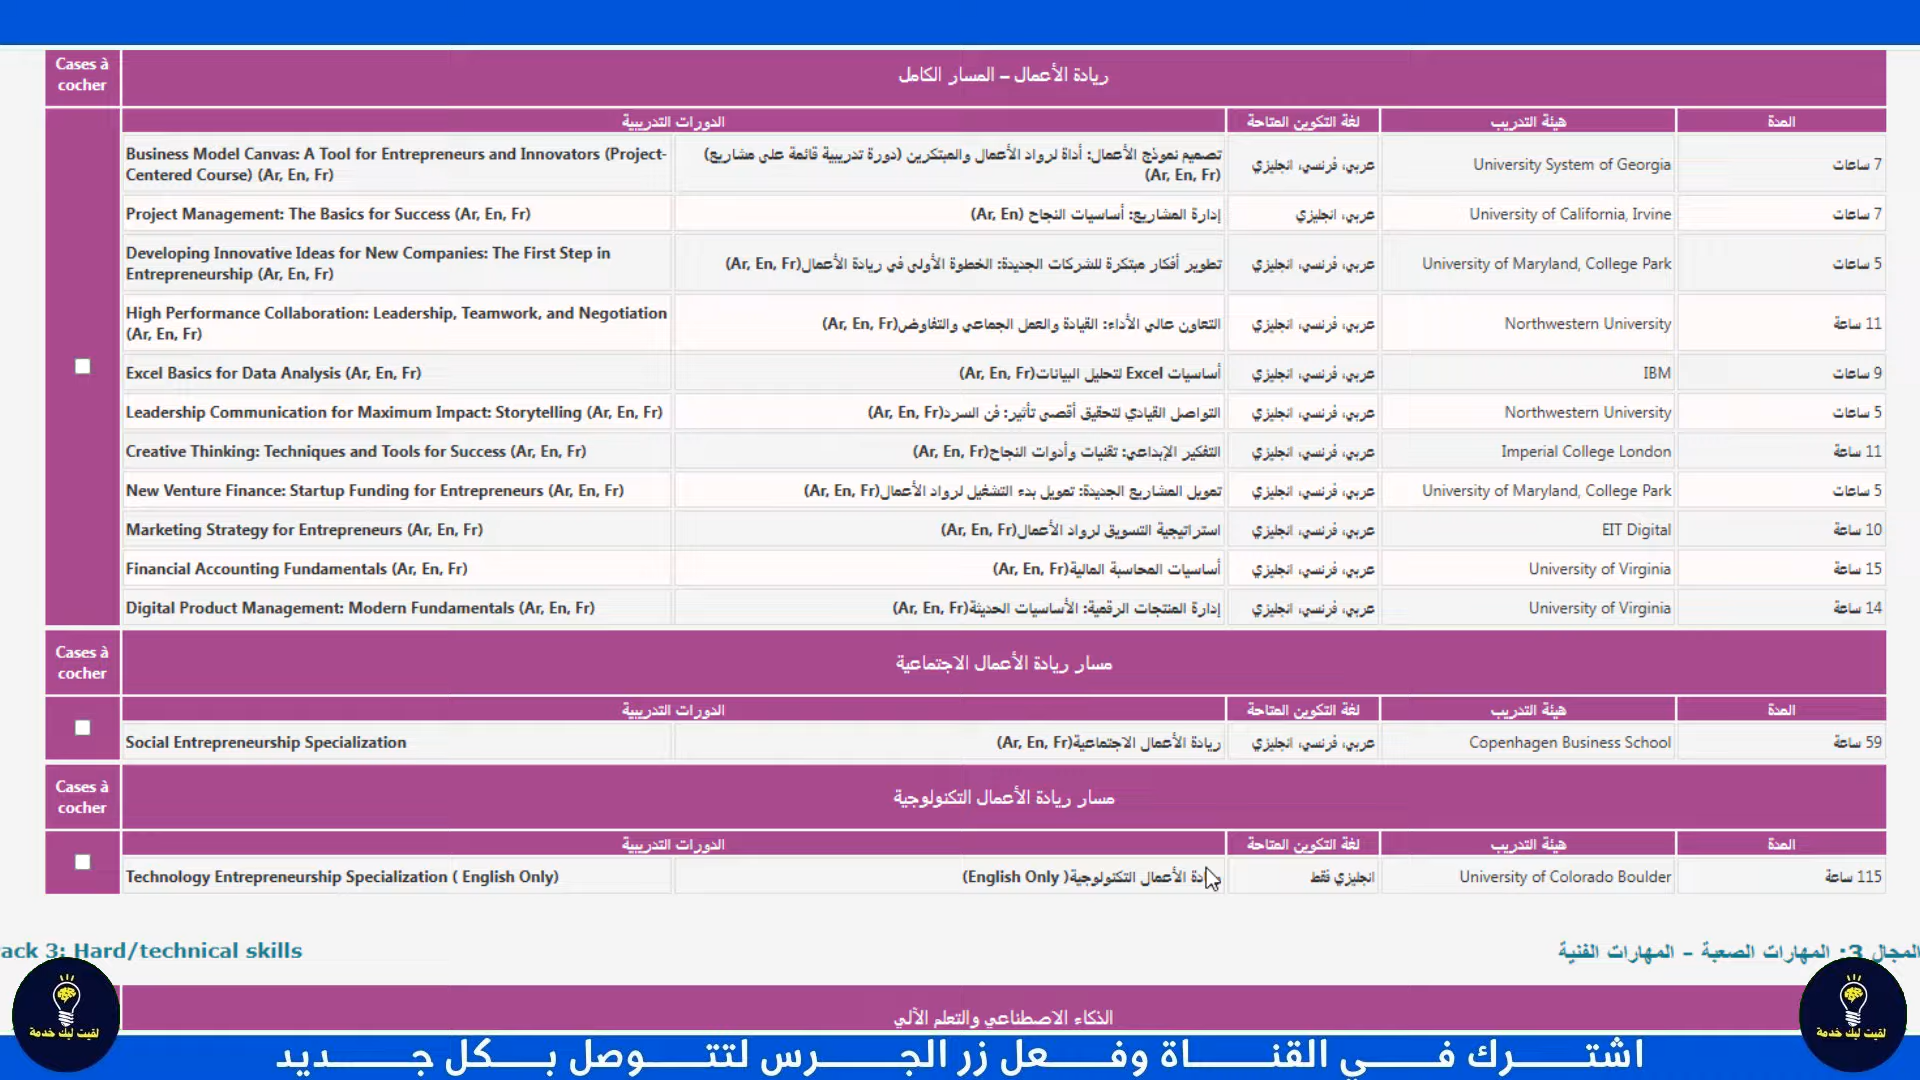 Cases à
cocher
ريادة الأعمال – المسار الكامل
الدورات التدريبية
لغة التكوين المتاحة
هيئة التدريب
المدة
Business Model Canvas: A Tool for Entrepreneurs and Innovators (Project-
Centered Course) (Ar, En, Fr)
تصميم نموذج الأعمال: أداة لرواد الأعمال والمبتكرين (دورة تدريبية قائمة على مشاريع)
(Ar, En, Fr)
عربي، فرنسي، انجليزي
University System of Georgia
7 ساعات
Project Management: The Basics for Success (Ar, En, Fr)
إدارة المشاريع: أساسيات النجاح (Ar, En)
عربي، انجليزي
University of California, Irvine
7 ساعات
Developing Innovative Ideas for New Companies: The First Step in
Entrepreneurship (Ar, En, Fr)
تطوير أفكار مبتكرة للشركات الجديدة: الخطوة الأولى في ريادة الأعمال(Ar, En, Fr)
عربي، فرنسي، انجليزي
University of Maryland, College Park
5 ساعات
High Performance Collaboration: Leadership, Teamwork, and Negotiation
(Ar, En, Fr)
التعاون عالي الأداء: القيادة والعمل الجماعي والتفاوض(Ar, En, Fr)
عربي، فرنسي، انجليزي
Northwestern University
11 ساعة
Excel Basics for Data Analysis (Ar, En, Fr)
أساسيات Excel لتحليل البيانات(Ar, En, Fr)
عربي، فرنسي، انجليزي
IBM
9 ساعات
Leadership Communication for Maximum Impact: Storytelling (Ar, En, Fr)
التواصل القيادي لتحقيق أقصى تأثير: فن السرد(Ar, En, Fr)
عربي، فرنسي، انجليزي
Northwestern University
5 ساعات
Creative Thinking: Techniques and Tools for Success (Ar, En, Fr)
التفكير الإبداعي: تقنيات وأدوات النجاح(Ar, En, Fr)
عربي، فرنسي، انجليزي
Imperial College London
11 ساعة
New Venture Finance: Startup Funding for Entrepreneurs (Ar, En, Fr)
تمويل المشاريع الجديدة: تمويل بدء التشغيل لرواد الأعمال(Ar, En, Fr)
عربي، فرنسي، انجليزي
University of Maryland, College Park
5 ساعات
Marketing Strategy for Entrepreneurs (Ar, En, Fr)
استراتيجية التسويق لرواد الأعمال(Ar, En, Fr)
عربي، فرنسي، انجليزي
EIT Digital
10 ساعة
Financial Accounting Fundamentals (Ar, En, Fr)
أساسيات المحاسبة المالية(Ar, En, Fr)
عربي، فرنسي، انجليزي
University of Virginia
15 ساعة
Digital Product Management: Modern Fundamentals (Ar, En, Fr)
إدارة المنتجات الرقمية: الأساسيات الحديثة(Ar, En, Fr)
عربي، فرنسي، انجليزي
University of Virginia
14 ساعة
Cases à
cocher
مسار ريادة الأعمال الاجتماعية
الدورات التدريبية
لغة التكوين المتاحة
هيئة التدريب
المدة
Social Entrepreneurship Specialization
ريادة الأعمال الاجتماعية(Ar, En, Fr)
عربي، فرنسي، انجليزي
Copenhagen Business School
59 ساعة
Cases à
cocher
مسار ريادة الأعمال التكنولوجية
الدورات التدريبية
لغة التكوين المتاحة
هيئة التدريب
المدة
Technology Entrepreneurship Specialization ( English Only)
الأعمال التكنولوجية( English Only)
انجليزي فقط
University of Colorado Boulder
115 ساعة
ack 3: Hard/technical skills
المجال 3: المهارات الصعبة – المهارات الفنية
الذكاء الاصطناعي والتعلم الآلي
لقيت ليك خدمة
لقيت ليك خدمة
اشتـــرك فـــي القنـــاة وفـــعل زر الجـــرس لتتـــوصل بـــكل جـــديد